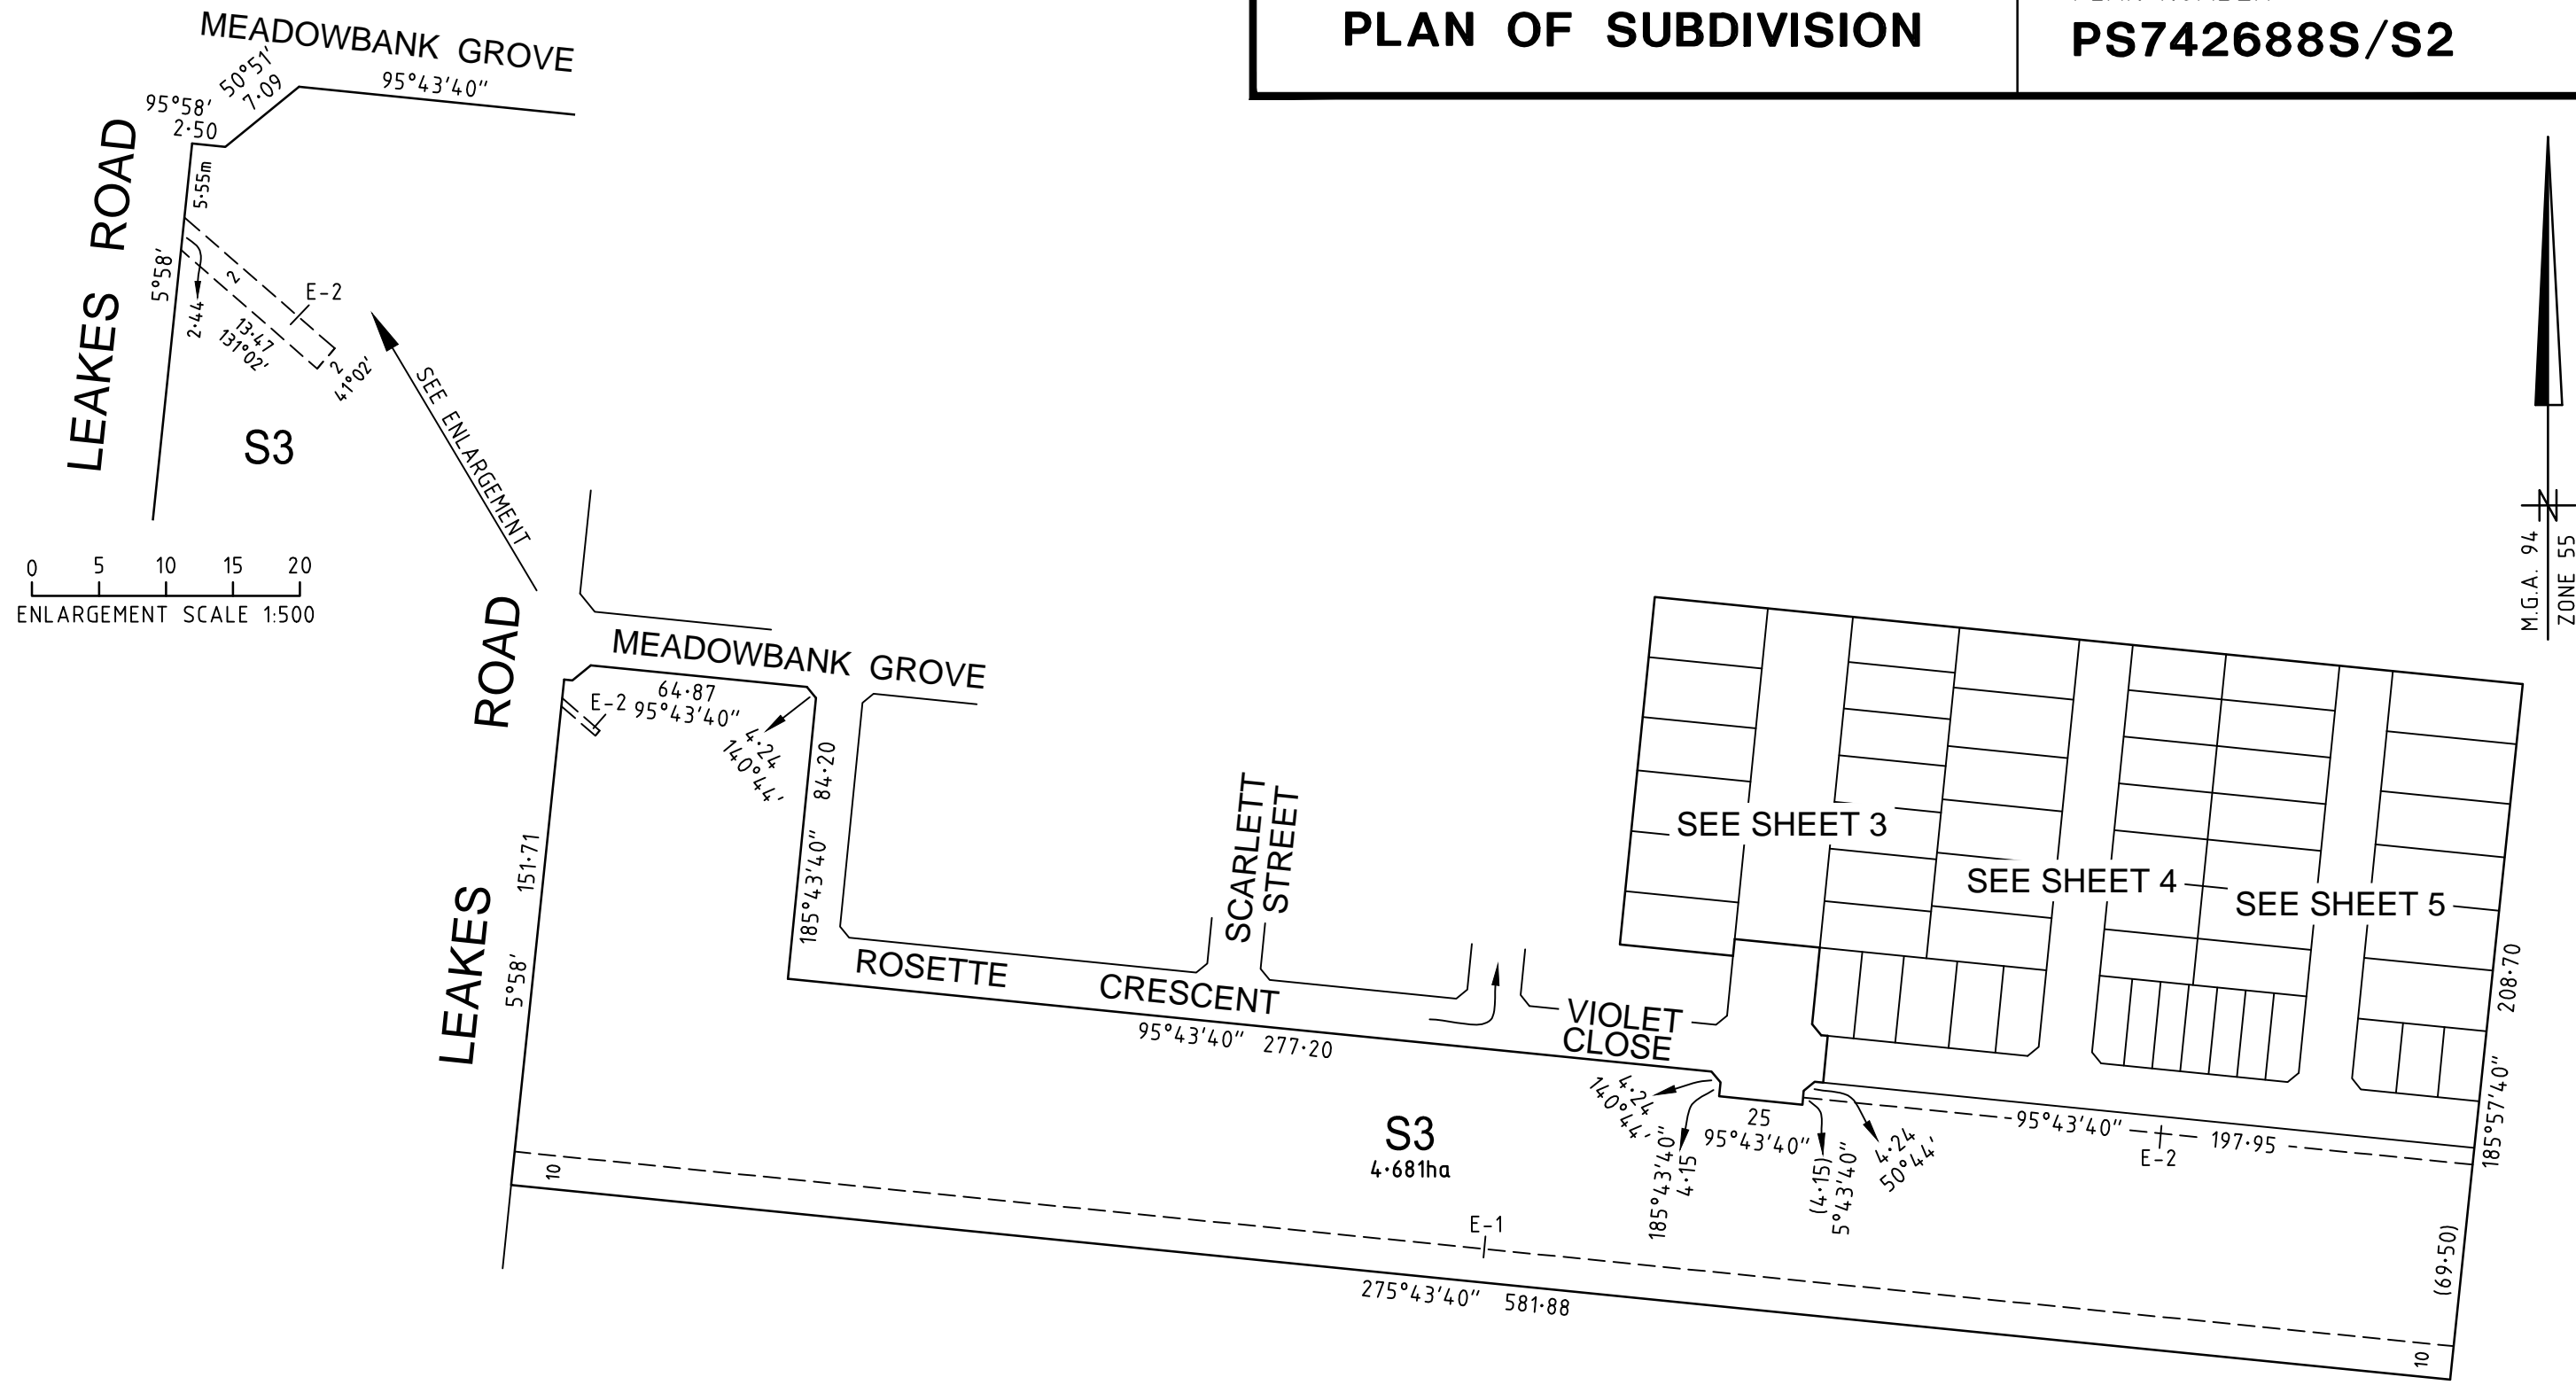 PLAN OF SUBDIVISION
PS742688S/S2
MEADOWBANK GROVE
95°43'40"
50°51'
7·09
95°58'
2·50
5·55m
LEAKES ROAD
5°58'
2
E-2
2·44
13·47
131°02'
2
41°02'
S3
SEE ENLARGEMENT
0 5 10 15 20
ENLARGEMENT SCALE 1:500
M.G.A. 94
ZONE 55
N
LEAKES ROAD
5°58' 151·71
MEADOWBANK GROVE
64·87
95°43'40"
E-2
4·24
140°44'
185°43'40" 84·20
ROSETTE CRESCENT
95°43'40" 277·20
SCARLETT
STREET
VIOLET
CLOSE
SEE SHEET 3
SEE SHEET 4
SEE SHEET 5
4·24
140°44'
185°43'40"
4·15
25
95°43'40"
(4·15)
5°43'40"
4·24
50°44'
95°43'40" 197·95
E-2
185°57'40" 208·70
(69·50)
S3
4·681ha
10
E-1
275°43'40" 581·88
10